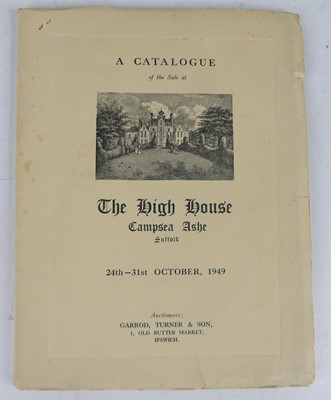 A CATALOGUE
of the Sale at
The High House
Campsea Ashe
Suffolk
24th—31st OCTOBER, 1949
Auctioneers:
GARROD, TURNER & SON,
1, OLD BUTTER MARKET,
IPSWICH.